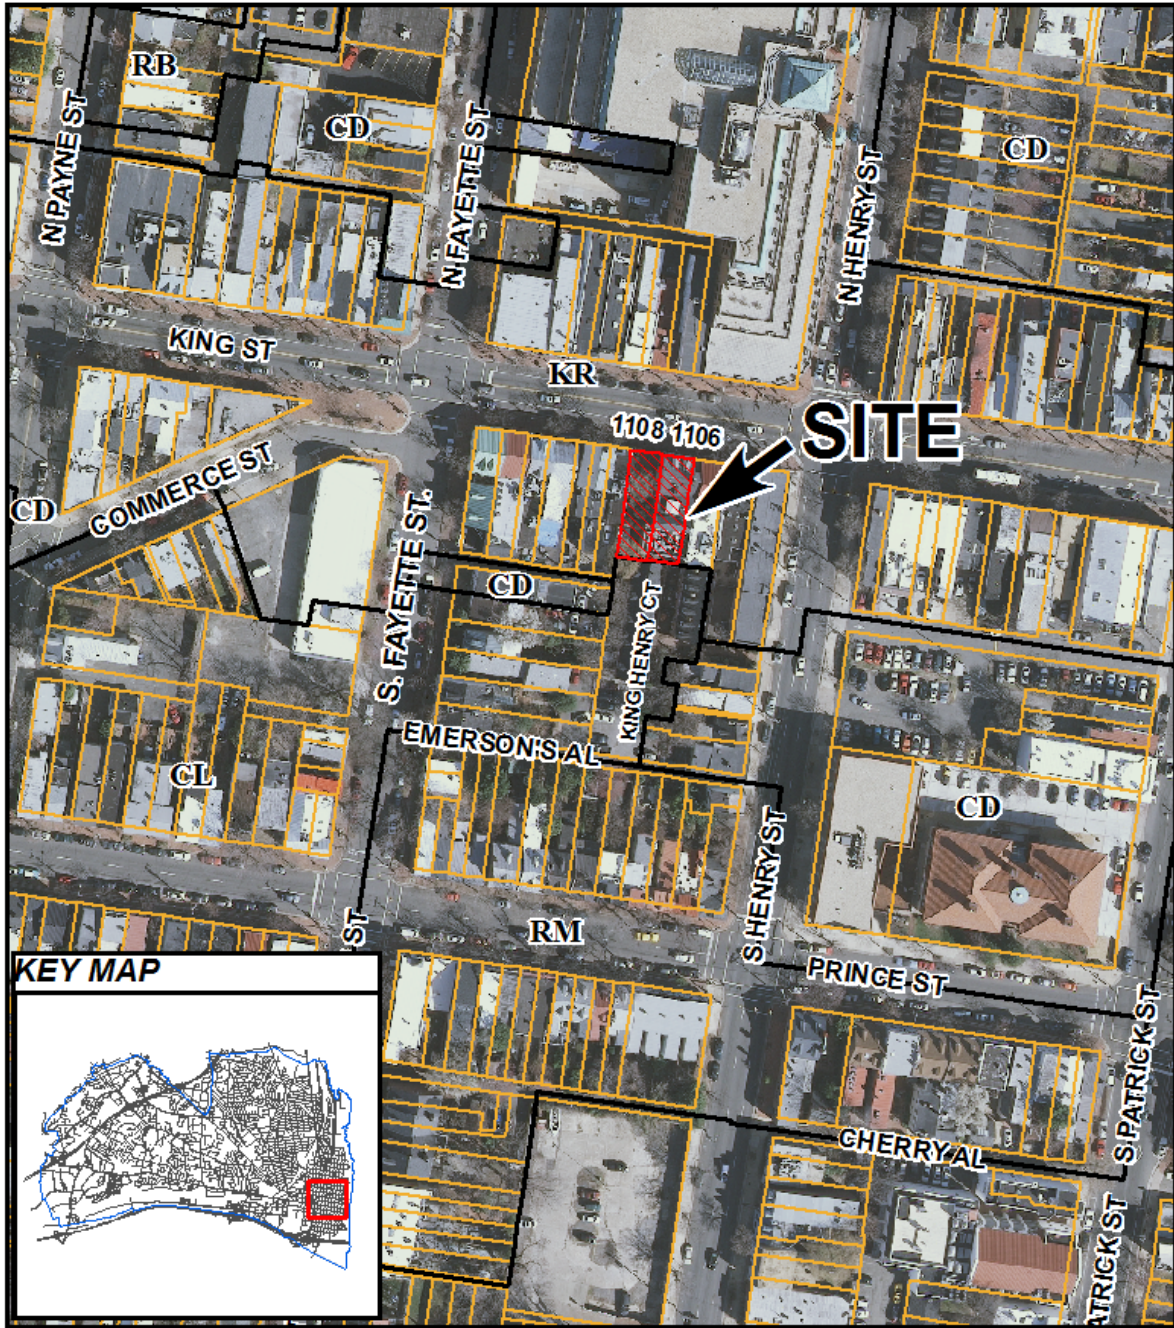 RB
CD
CD
N PAYNE ST
N FAYETTE ST
N HENRY ST
KING ST
KR
1108 1106
SITE
COMMERCE ST
CD
S. FAYETTE ST.
CD
KING HENRY CT
EMERSON'S AL
CL
CD
S HENRY ST
ST
RM
PRINCE ST
KEY MAP
S PATRICK ST
CHERRY AL
ATRICK ST